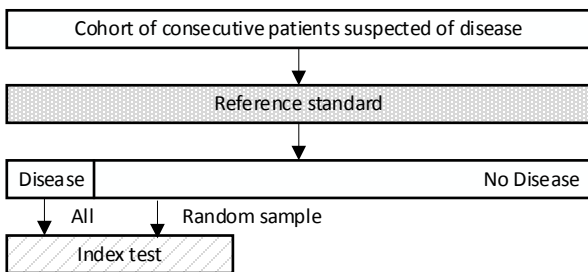 Cohort of consecutive patients suspected of disease
Reference standard
Disease No Disease
All Random sample
Index test